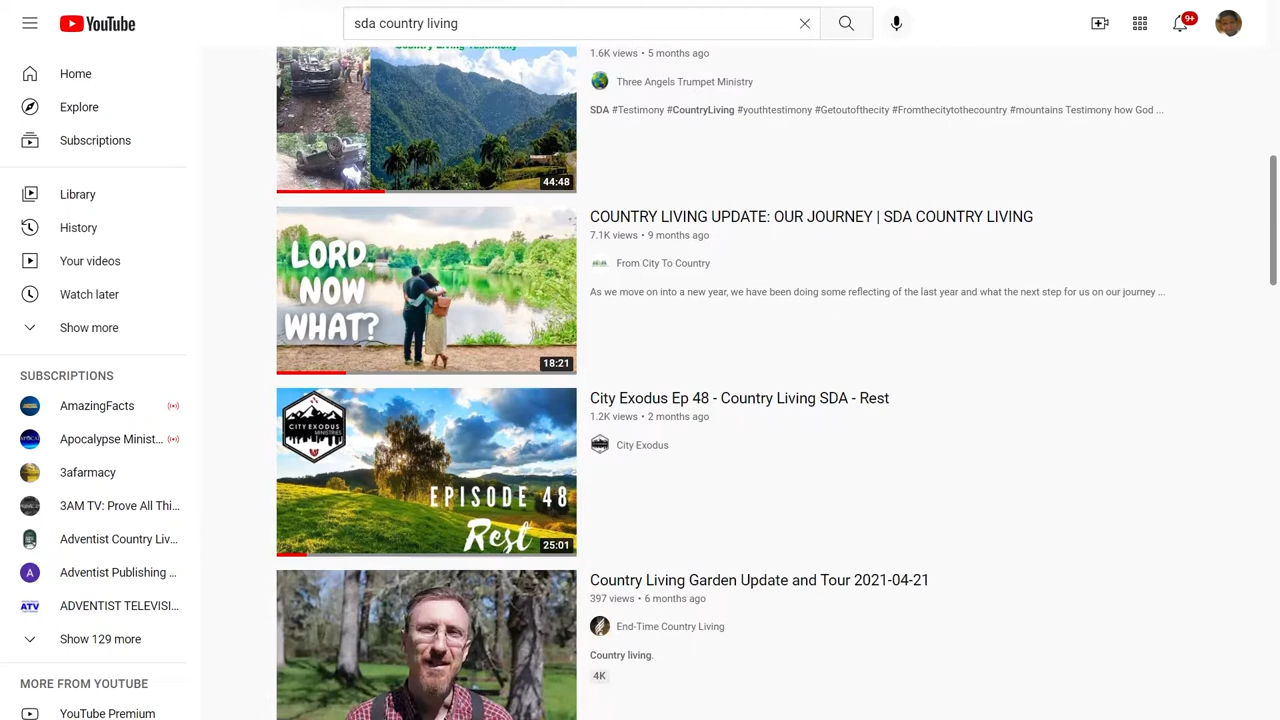 YouTube
sda country living
9+
Home
Explore
Subscriptions
Library
History
Your videos
Watch later
Show more
SUBSCRIPTIONS
AmazingFacts
Apocalypse Minist...
3afarmacy
3AM TV: Prove All Thi...
Adventist Country Liv...
A
Adventist Publishing ...
ATV
ADVENTIST TELEVISI...
Show 129 more
MORE FROM YOUTUBE
YouTube Premium
Country Living Testimony
44:48
1.6K views • 5 months ago
Three Angels Trumpet Ministry
SDA #Testimony #CountryLiving #youthtestimony #Getoutofthecity #Fromthecitytothecountry #mountains Testimony how God ...
LORD,
NOW
WHAT?
18:21
COUNTRY LIVING UPDATE: OUR JOURNEY | SDA COUNTRY LIVING
7.1K views • 9 months ago
From City To Country
As we move on into a new year, we have been doing some reflecting of the last year and what the next step for us on our journey ...
CITY EXODUS
MINISTRIES
EPISODE 48
Rest
25:01
City Exodus Ep 48 - Country Living SDA - Rest
1.2K views • 2 months ago
City Exodus
Country Living Garden Update and Tour 2021-04-21
397 views • 6 months ago
End-Time Country Living
Country living.
4K